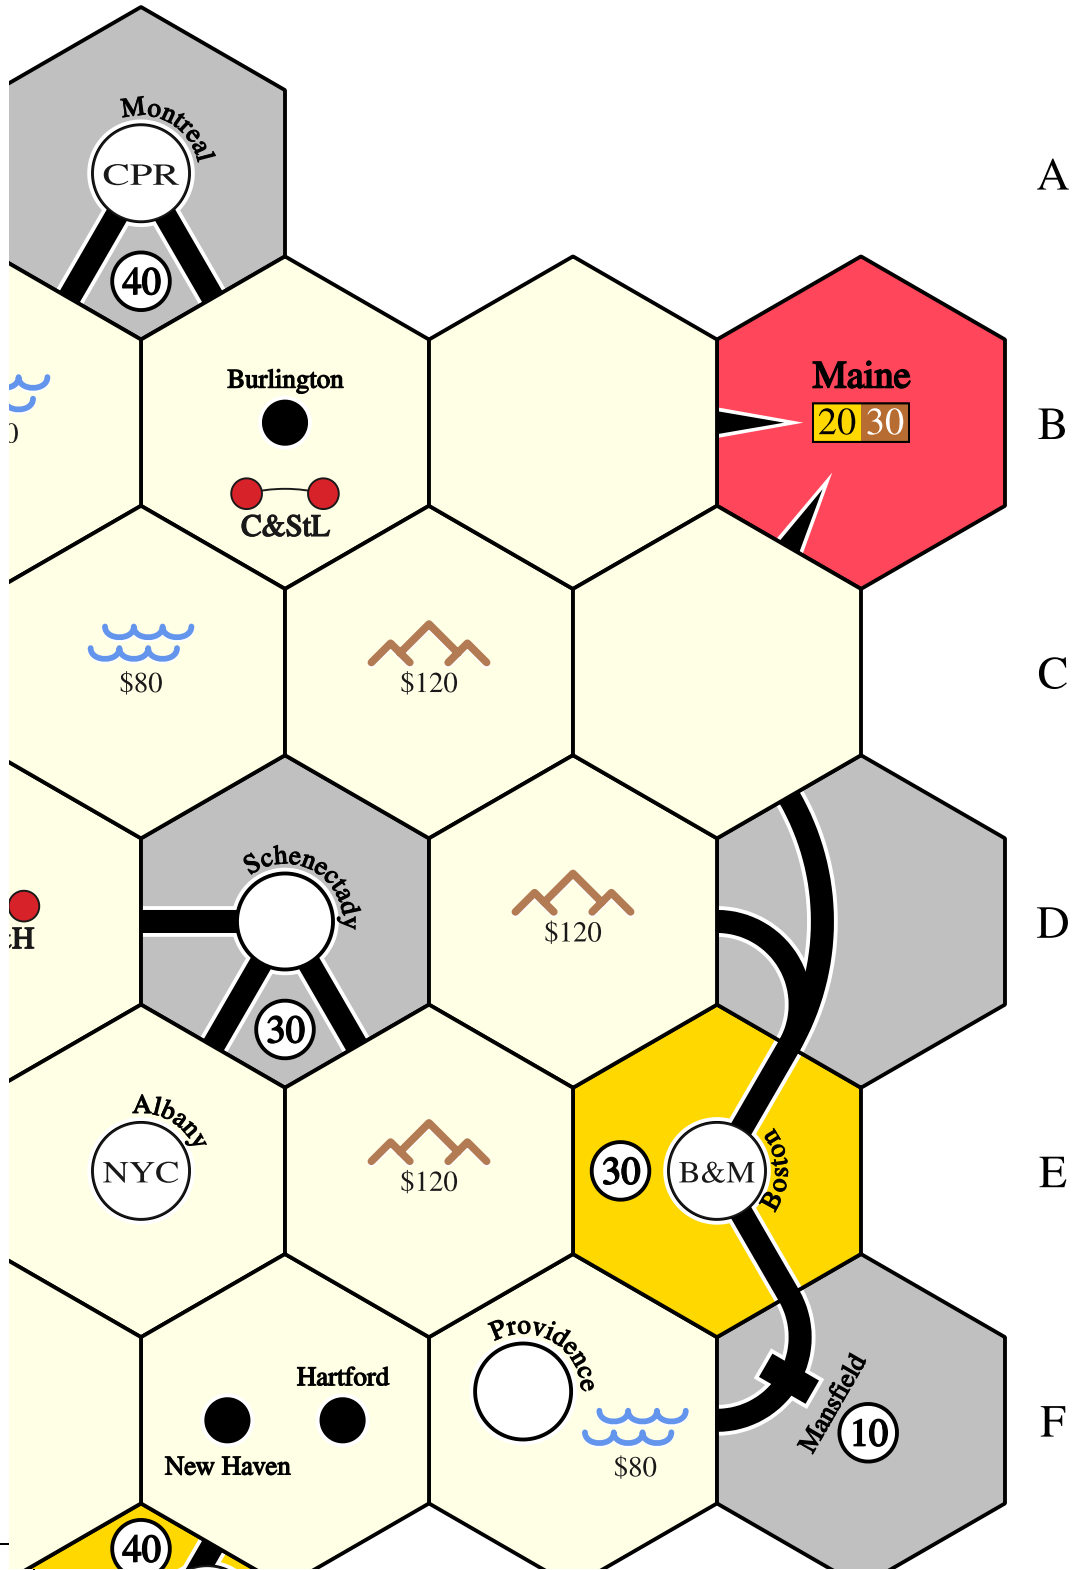 Montreal
CPR
A
40
Burlington
Maine
20 30
B
0
C&StL
C
$80
$120
Schenectady
D
$120
H
30
Albany
NYC
$120
30
B&M
Boston
E
Providence
Hartford
Mansfield
10
F
New Haven
$80
40